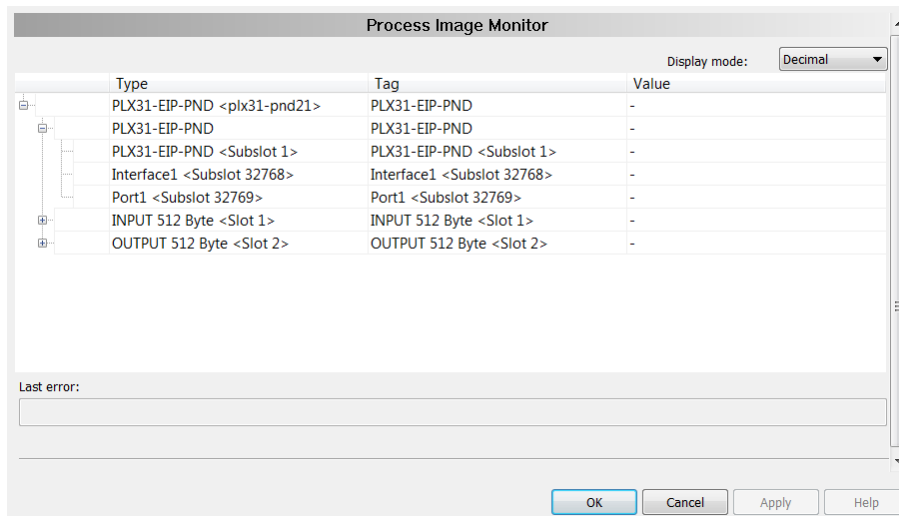 Process Image Monitor
Display mode: Decimal
Type Tag Value
PLX31-EIP-PND <plx31-pnd21> PLX31-EIP-PND -
PLX31-EIP-PND PLX31-EIP-PND -
PLX31-EIP-PND <Subslot 1> PLX31-EIP-PND <Subslot 1> -
Interface1 <Subslot 32768> Interface1 <Subslot 32768> -
Port1 <Subslot 32769> Port1 <Subslot 32769> -
INPUT 512 Byte <Slot 1> INPUT 512 Byte <Slot 1> -
OUTPUT 512 Byte <Slot 2> OUTPUT 512 Byte <Slot 2> -
Last error:
OK Cancel Apply Help